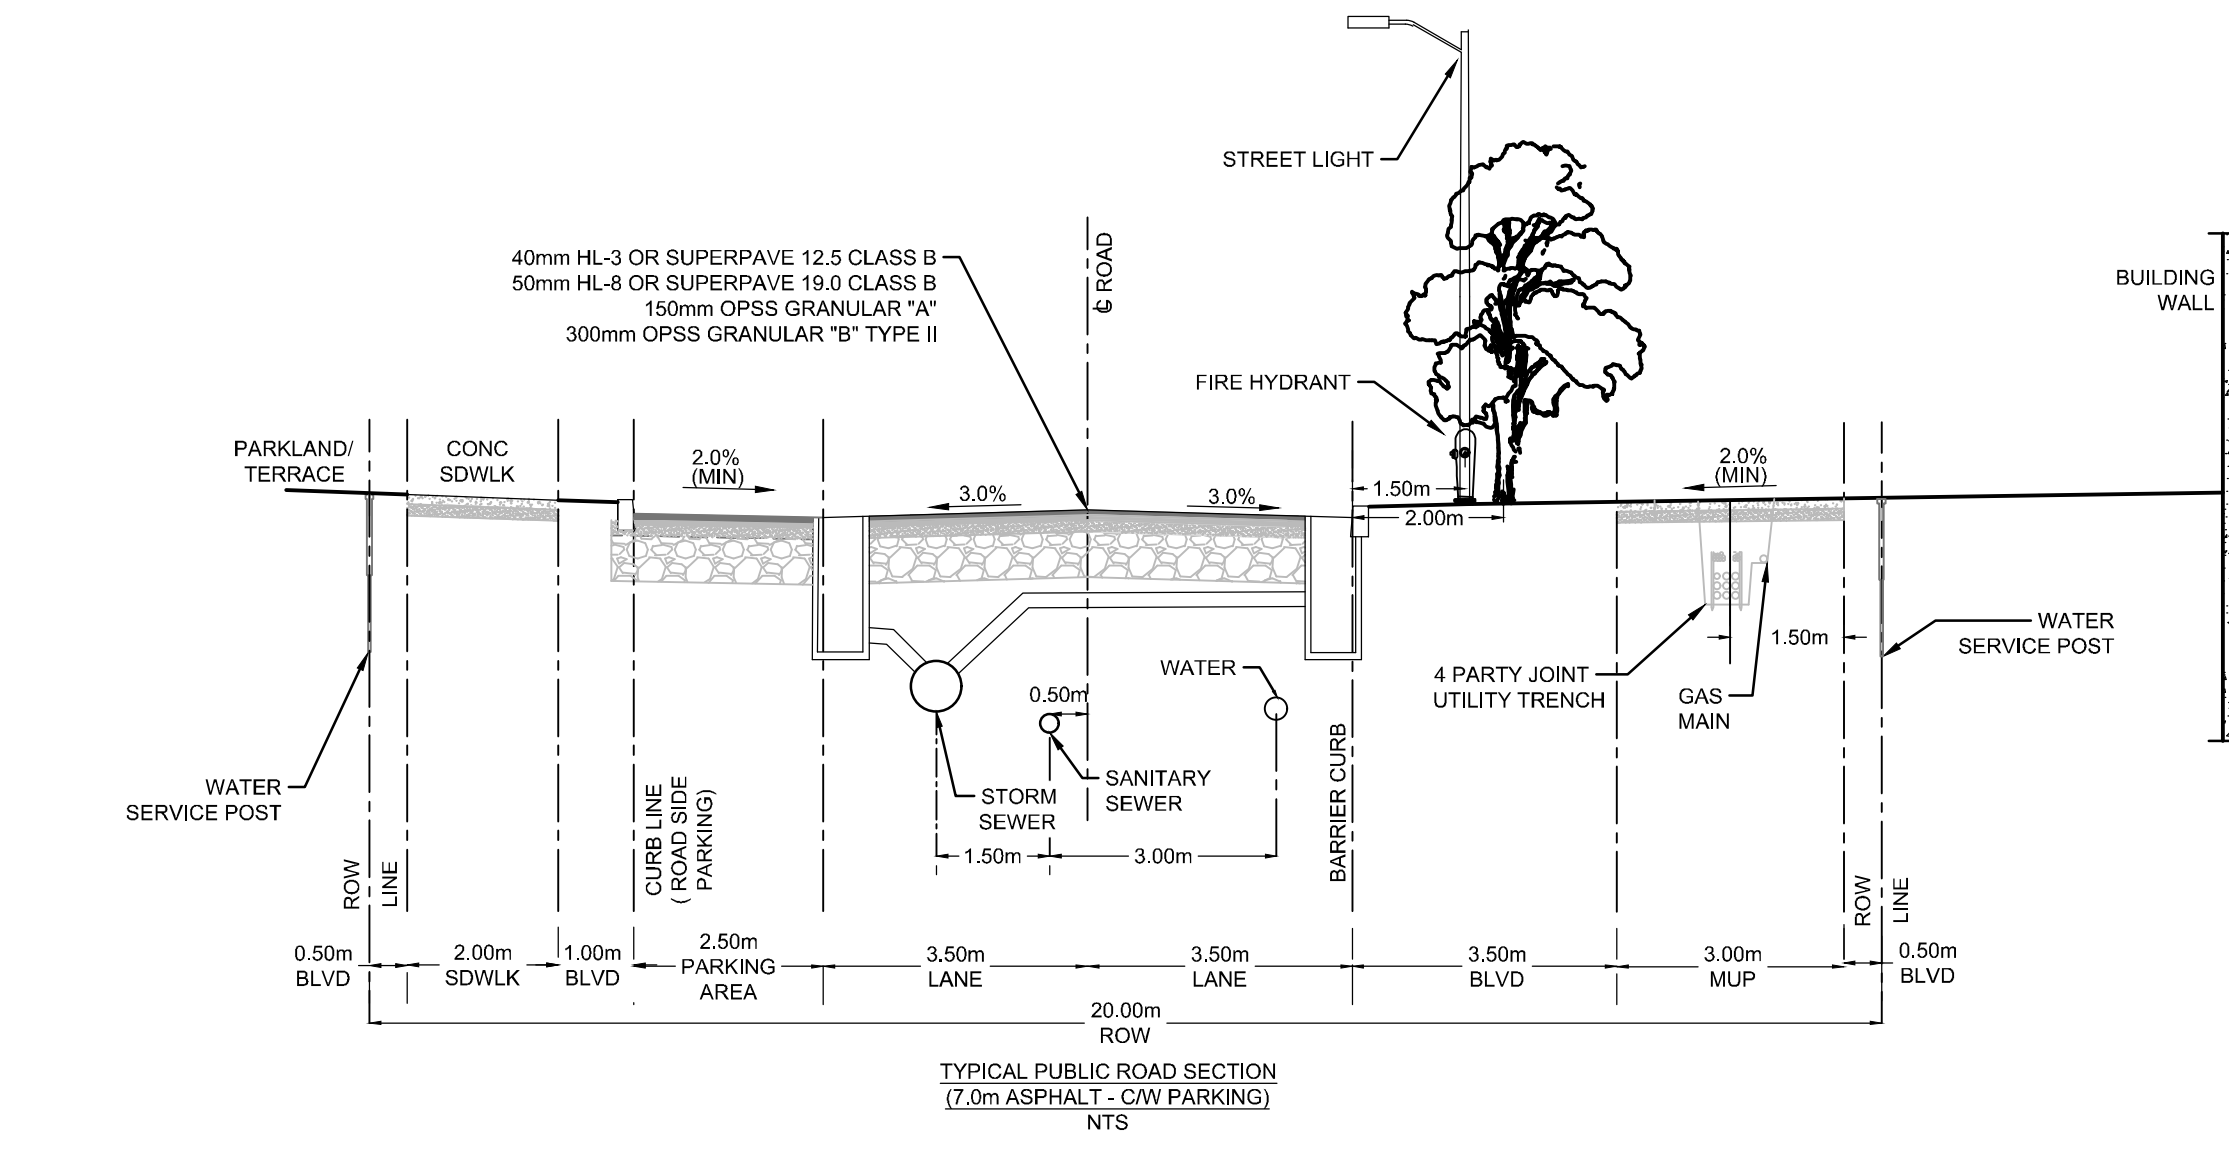 STREET LIGHT
40mm HL-3 OR SUPERPAVE 12.5 CLASS B
50mm HL-8 OR SUPERPAVE 19.0 CLASS B
150mm OPSS GRANULAR "A"
300mm OPSS GRANULAR "B" TYPE II
℄ ROAD
BUILDING
WALL
FIRE HYDRANT
PARKLAND/
TERRACE
CONC
SDWLK
2.0%
(MIN)
3.0%
3.0%
1.50m
2.00m
2.0%
(MIN)
WATER
SERVICE POST
1.50m
WATER
4 PARTY JOINT
UTILITY TRENCH
GAS
MAIN
0.50m
SANITARY
SEWER
STORM
SEWER
WATER
SERVICE POST
CURB LINE
( ROAD SIDE
PARKING)
BARRIER CURB
1.50m
3.00m
ROW
LINE
ROW
LINE
0.50m
BLVD
2.00m
SDWLK
1.00m
BLVD
2.50m
PARKING
AREA
3.50m
LANE
3.50m
LANE
3.50m
BLVD
3.00m
MUP
0.50m
BLVD
20.00m
ROW
TYPICAL PUBLIC ROAD SECTION
(7.0m ASPHALT - C/W PARKING)
NTS